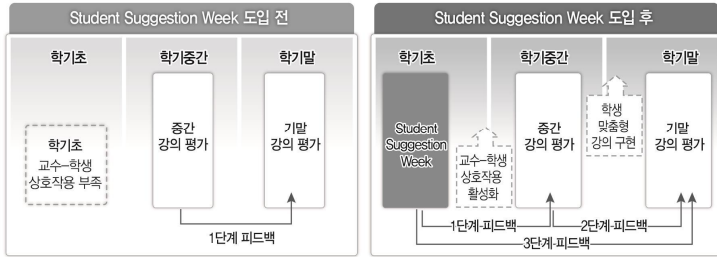 Student Suggestion Week 도입 전
학기초
학기중간
학기말
학기초
교수-학생
상호작용 부족
중간
강의 평가
기말
강의 평가
1단계 피드백
Student Suggestion Week 도입 후
학기초
학기중간
학기말
Student
Suggestion
Week
교수-학생
상호작용
활성화
중간
강의 평가
학생
맞춤형
강의 구현
기말
강의 평가
1단계-피드백
2단계-피드백
3단계-피드백